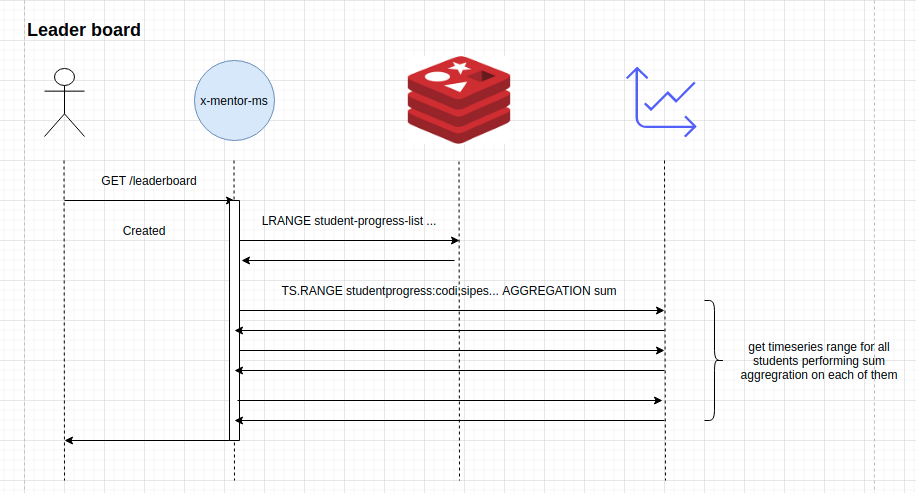 Leader board
x-mentor-ms
GET /leaderboard
Created
LRANGE student-progress-list ...
TS.RANGE studentprogress:codi;sipes... AGGREGATION sum
get timeseries range for all
students performing sum
aggregration on each of them